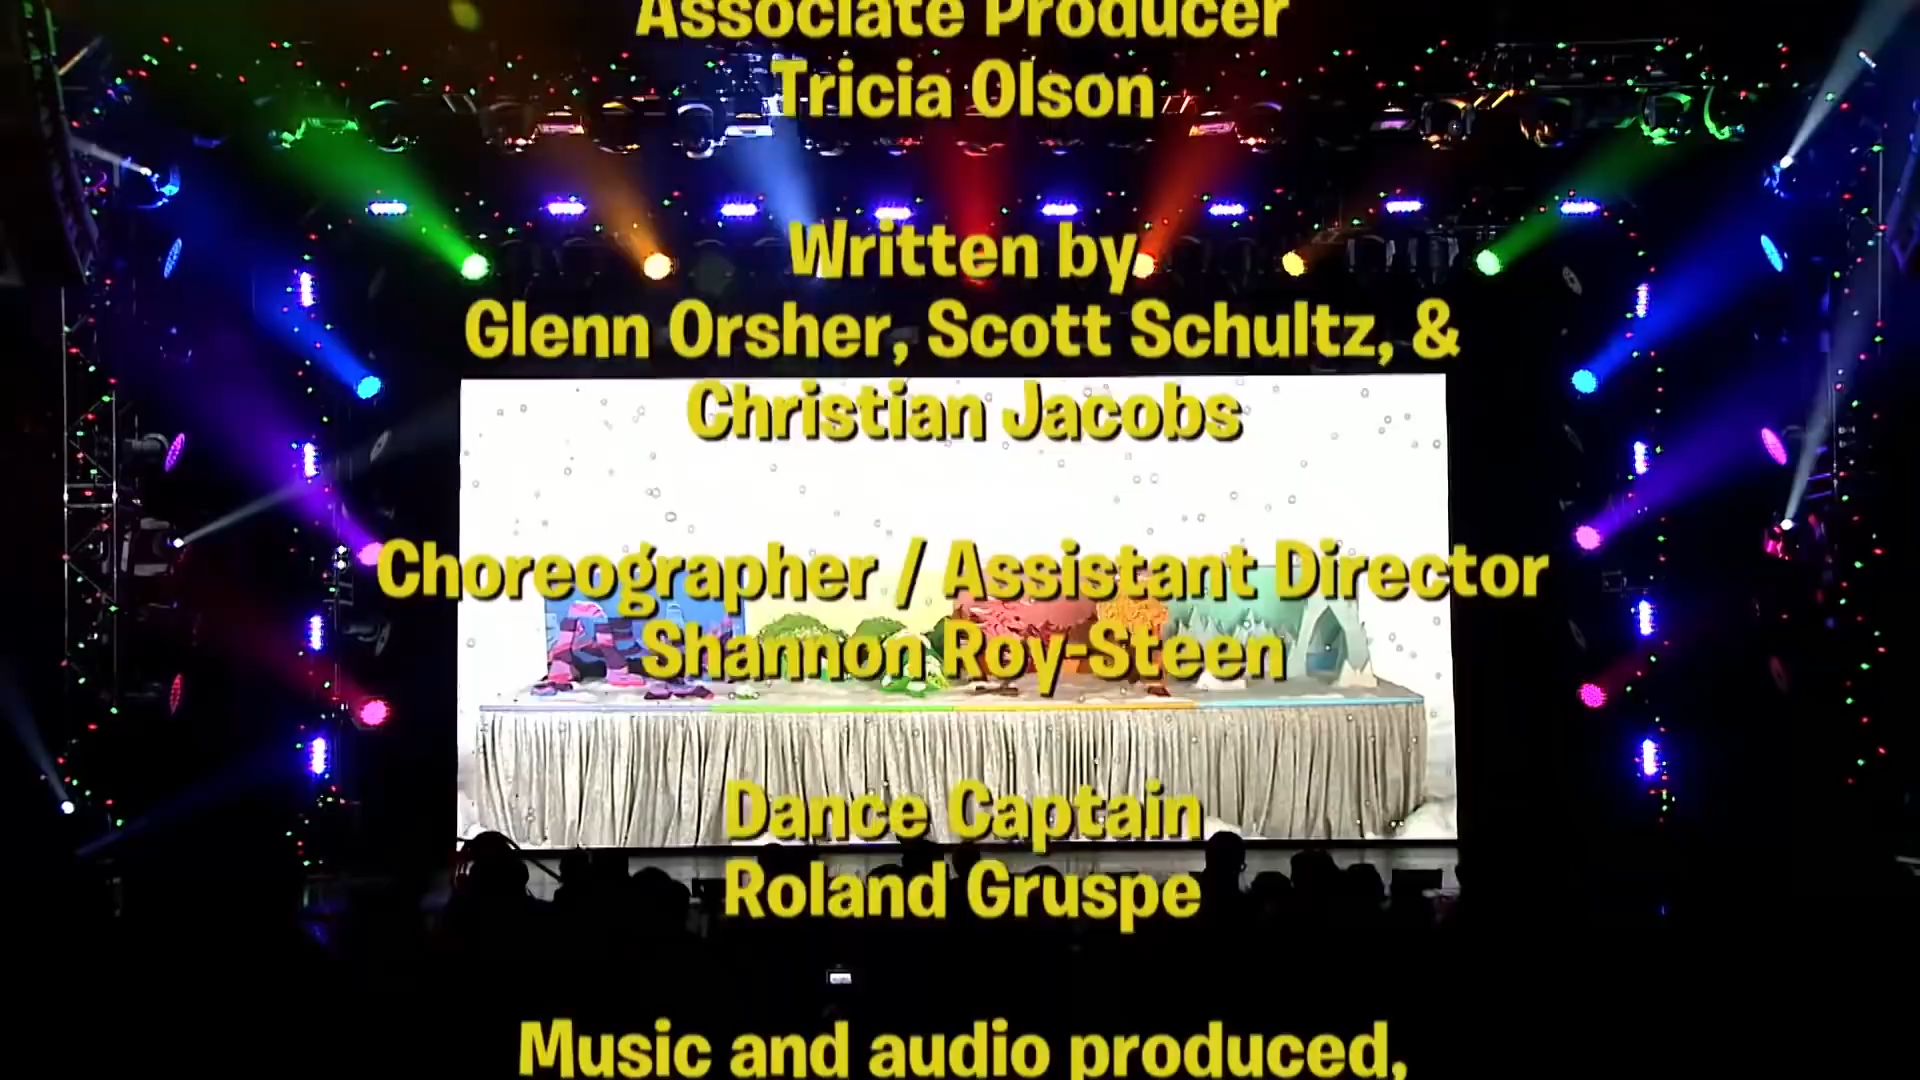 Associate Producer
Tricia Olson
Written by
Glenn Orsher, Scott Schultz, &
Christian Jacobs
Choreographer / Assistant Director
Shannon Roy-Steen
Dance Captain
Roland Gruspe
Music and audio produced,